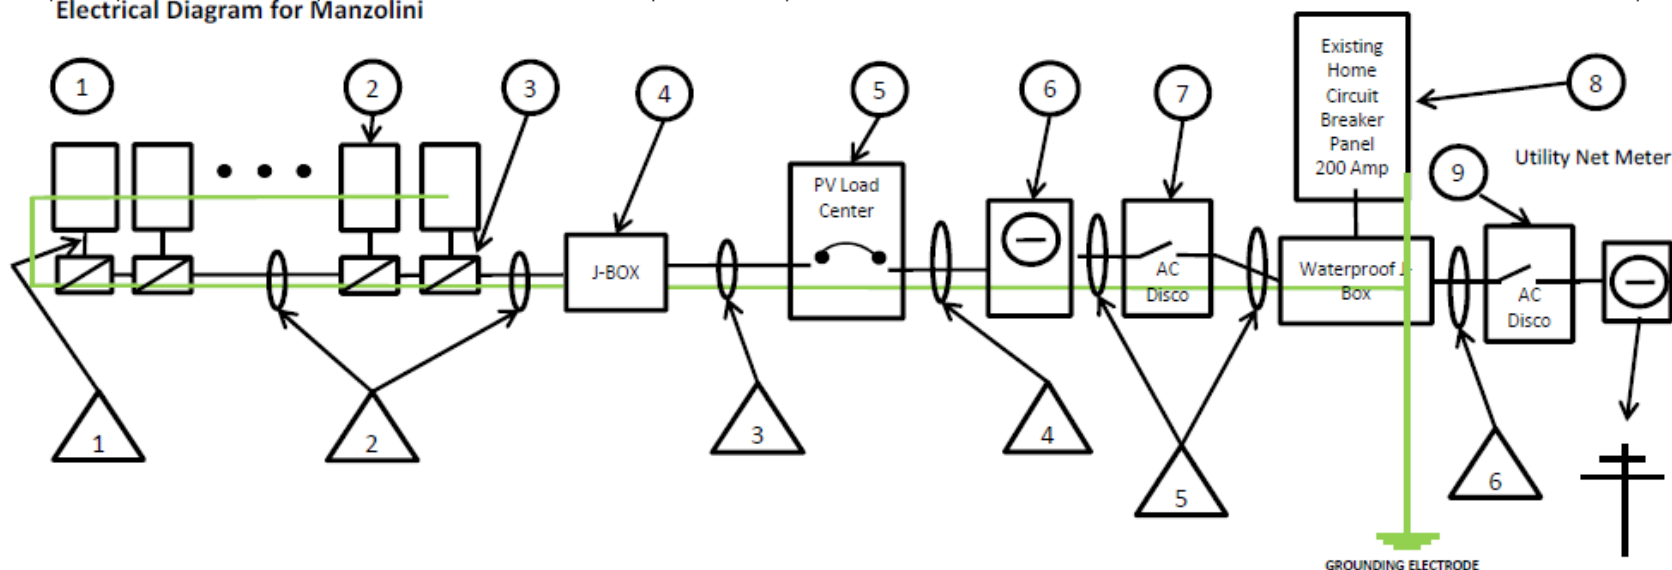 Electrical Diagram for Manzolini
1
2
3
4
5
6
7
8
9
Existing
Home
Circuit
Breaker
Panel
200 Amp
Utility Net Meter
PV Load
Center
J-BOX
AC
Disco
Waterproof J-
Box
AC
Disco
1
2
3
4
5
6
GROUNDING ELECTRODE